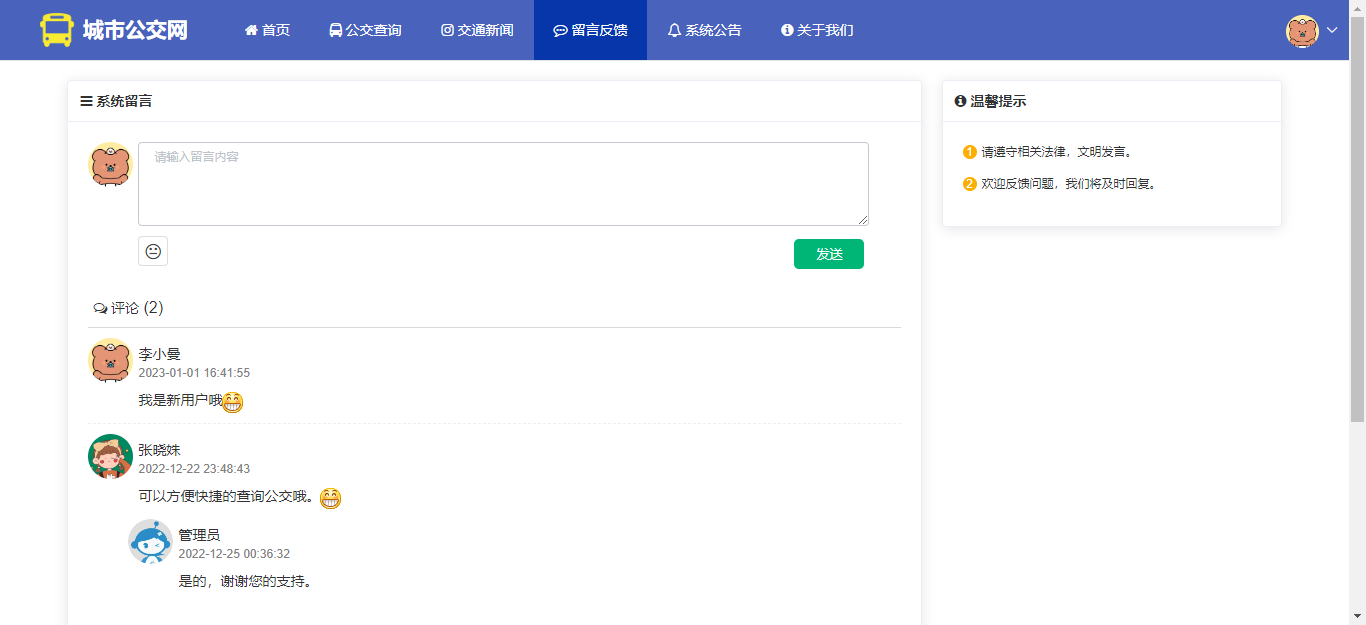 城市公交网 首页 公交查询 交通新闻 留言反馈 系统公告 关于我们
系统留言
请输入留言内容
发送
评论 (2)
李小曼
2023-01-01 16:41:55
我是新用户哦
张晓姝
2022-12-22 23:48:43
可以方便快捷的查询公交哦。
管理员
2022-12-25 00:36:32
是的，谢谢您的支持。
温馨提示
1 请遵守相关法律，文明发言。
2 欢迎反馈问题，我们将及时回复。